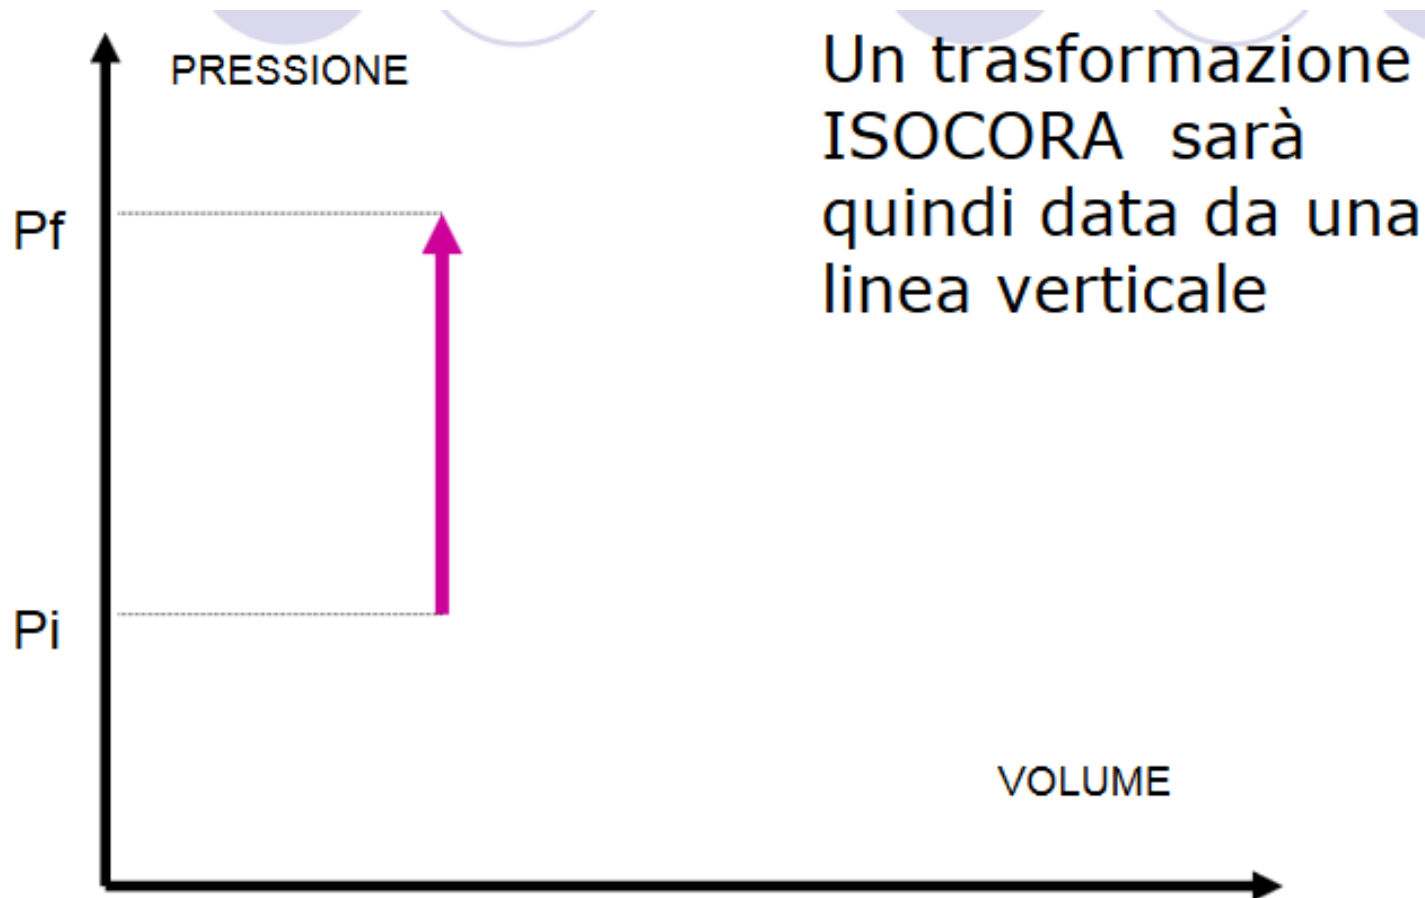 PRESSIONE
Un trasformazione
ISOCORA sarà
quindi data da una
linea verticale
Pf
Pi
VOLUME